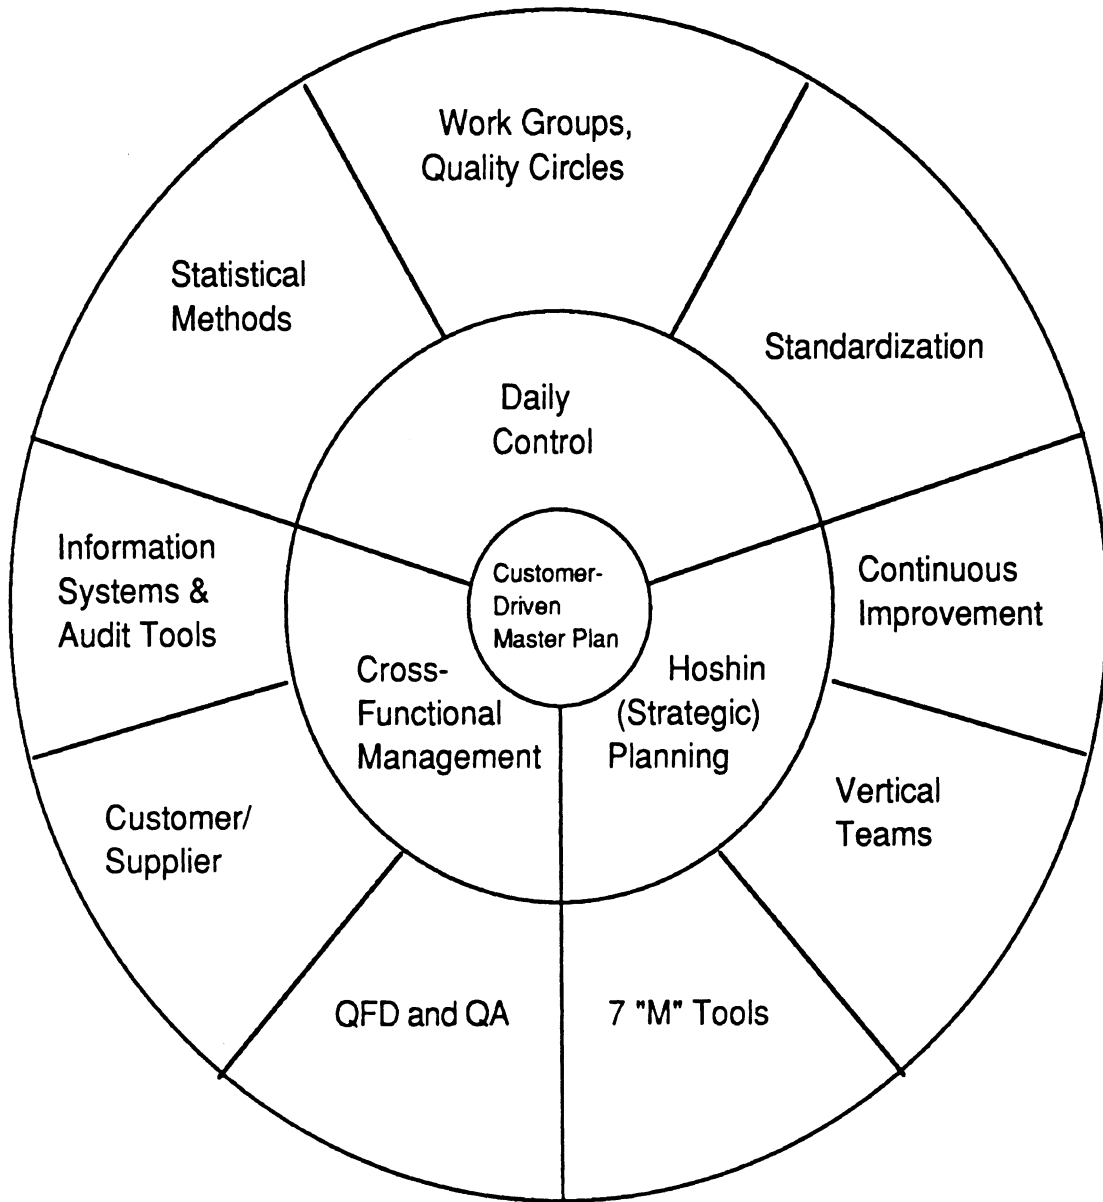 Work Groups,
Quality Circles
Statistical
Methods
Standardization
Daily
Control
Information
Systems &
Audit Tools
Customer-
Driven
Master Plan
Continuous
Improvement
Cross-
Functional
Management
Hoshin
(Strategic)
Planning
Customer/
Supplier
Vertical
Teams
QFD and QA
7 "M" Tools